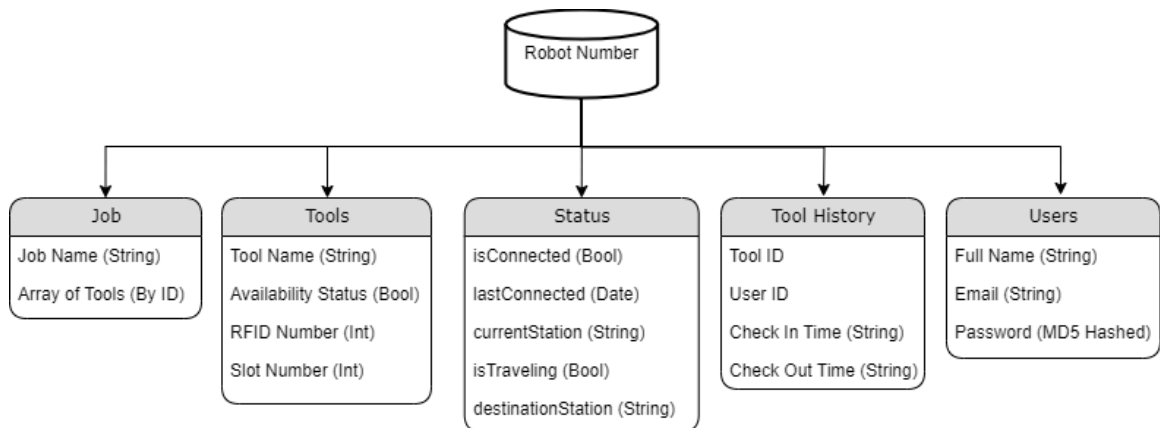 Robot Number
Job
Job Name (String)
Array of Tools (By ID)
Tools
Tool Name (String)
Availability Status (Bool)
RFID Number (Int)
Slot Number (Int)
Status
isConnected (Bool)
lastConnected (Date)
currentStation (String)
isTraveling (Bool)
destinationStation (String)
Tool History
Tool ID
User ID
Check In Time (String)
Check Out Time (String)
Users
Full Name (String)
Email (String)
Password (MD5 Hashed)